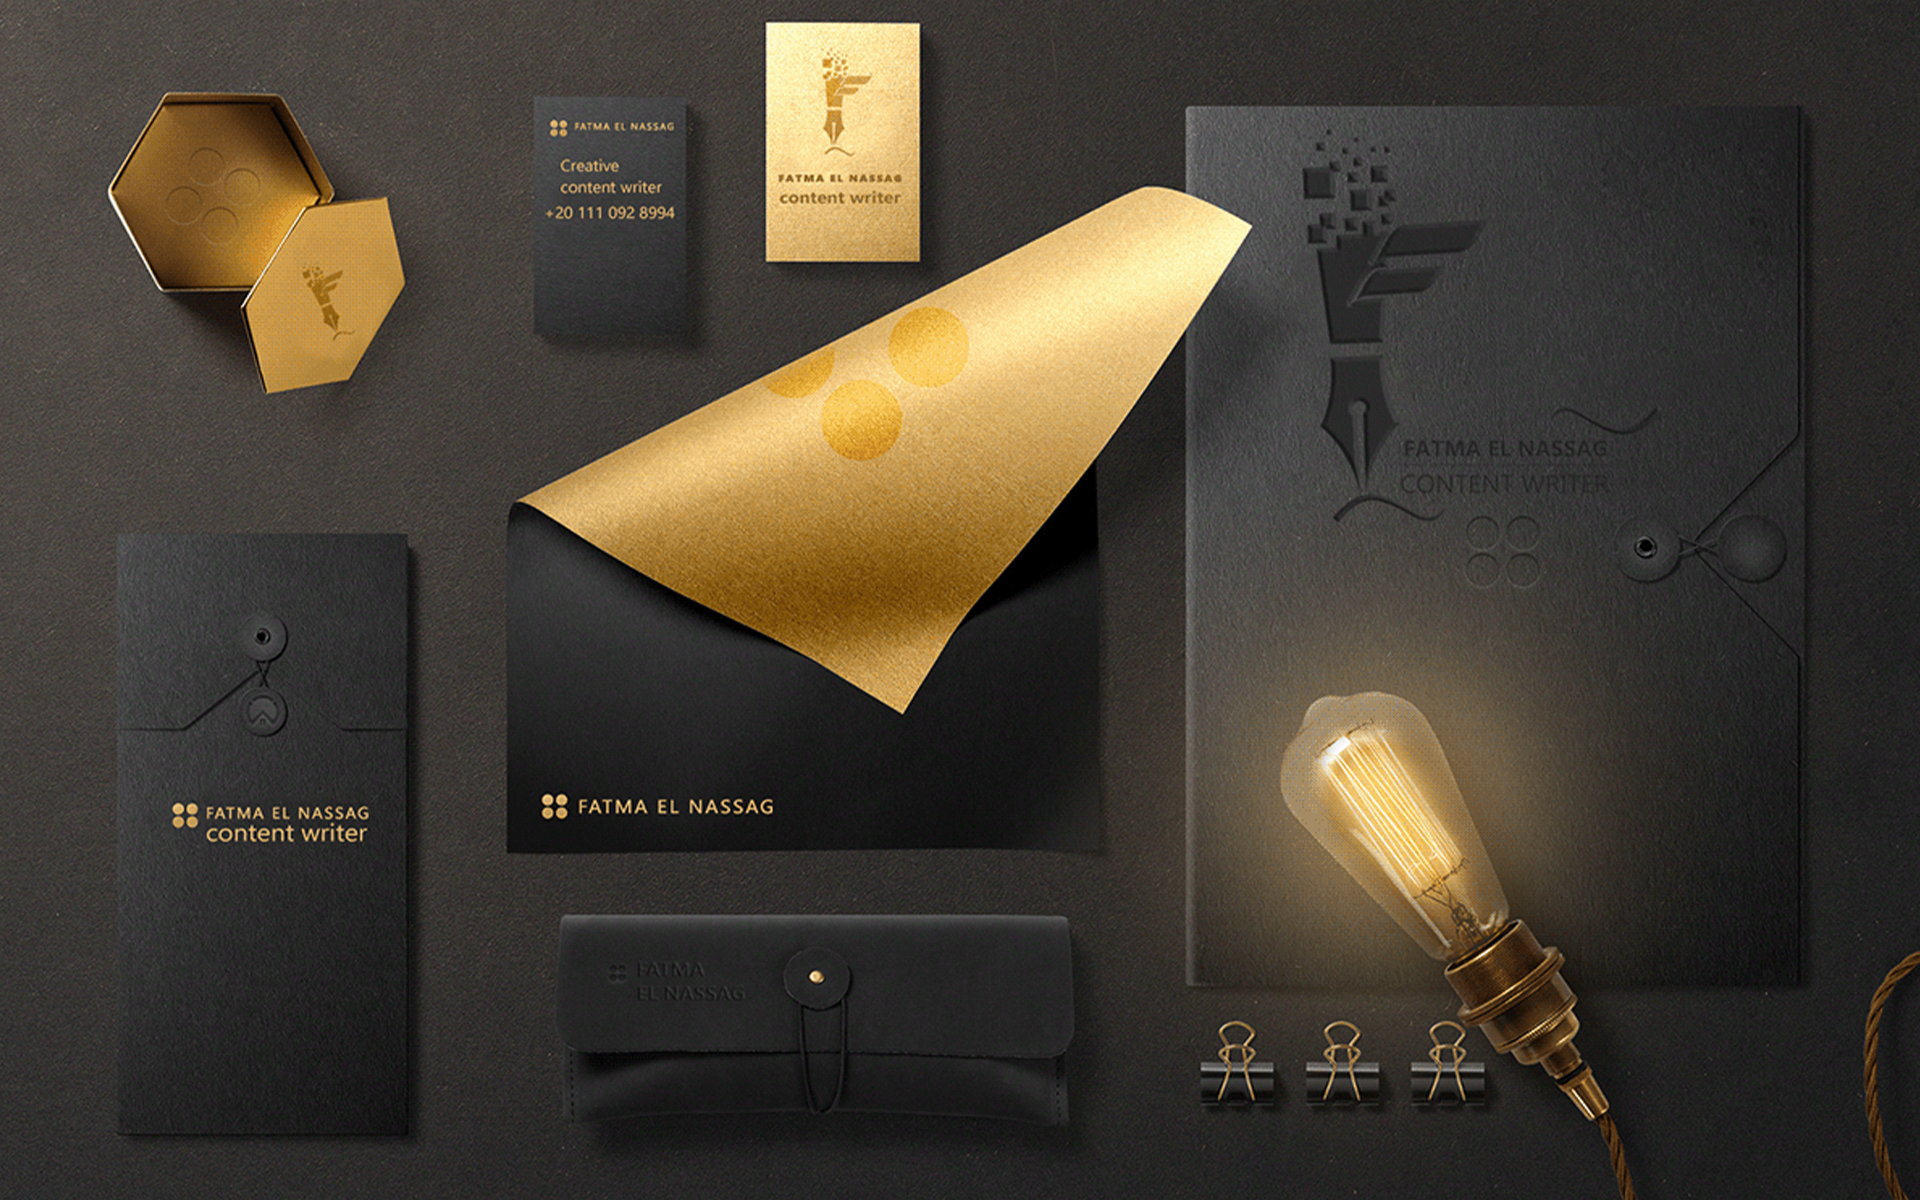 FATMA EL NASSAG
Creative
content writer
+20 111 092 8994
FATMA EL NASSAG
content writer
FATMA EL NASSAG
CONTENT WRITER
FATMA EL NASSAG
content writer
FATMA EL NASSAG
FATMA
EL NASSAG